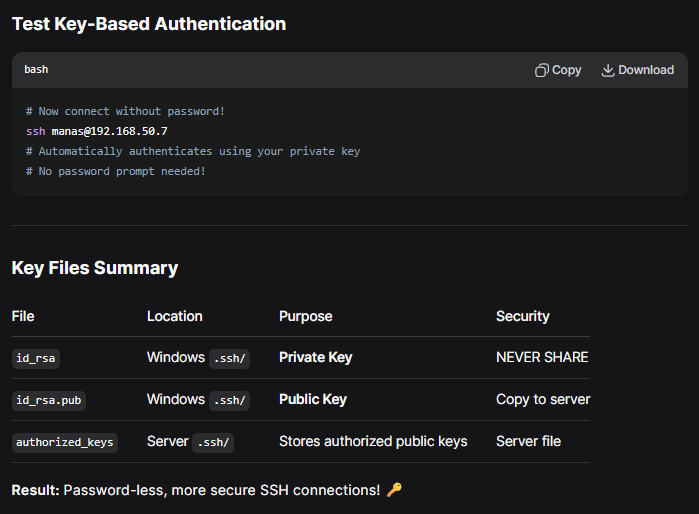 Test Key-Based Authentication
bash
Copy
Download
# Now connect without password!
ssh manas@192.168.50.7
# Automatically authenticates using your private key
# No password prompt needed!
Key Files Summary
File Location Purpose Security
id_rsa Windows .ssh/ Private Key NEVER SHARE
id_rsa.pub Windows .ssh/ Public Key Copy to server
authorized_keys Server .ssh/ Stores authorized public keys Server file
Result: Password-less, more secure SSH connections! 🔑